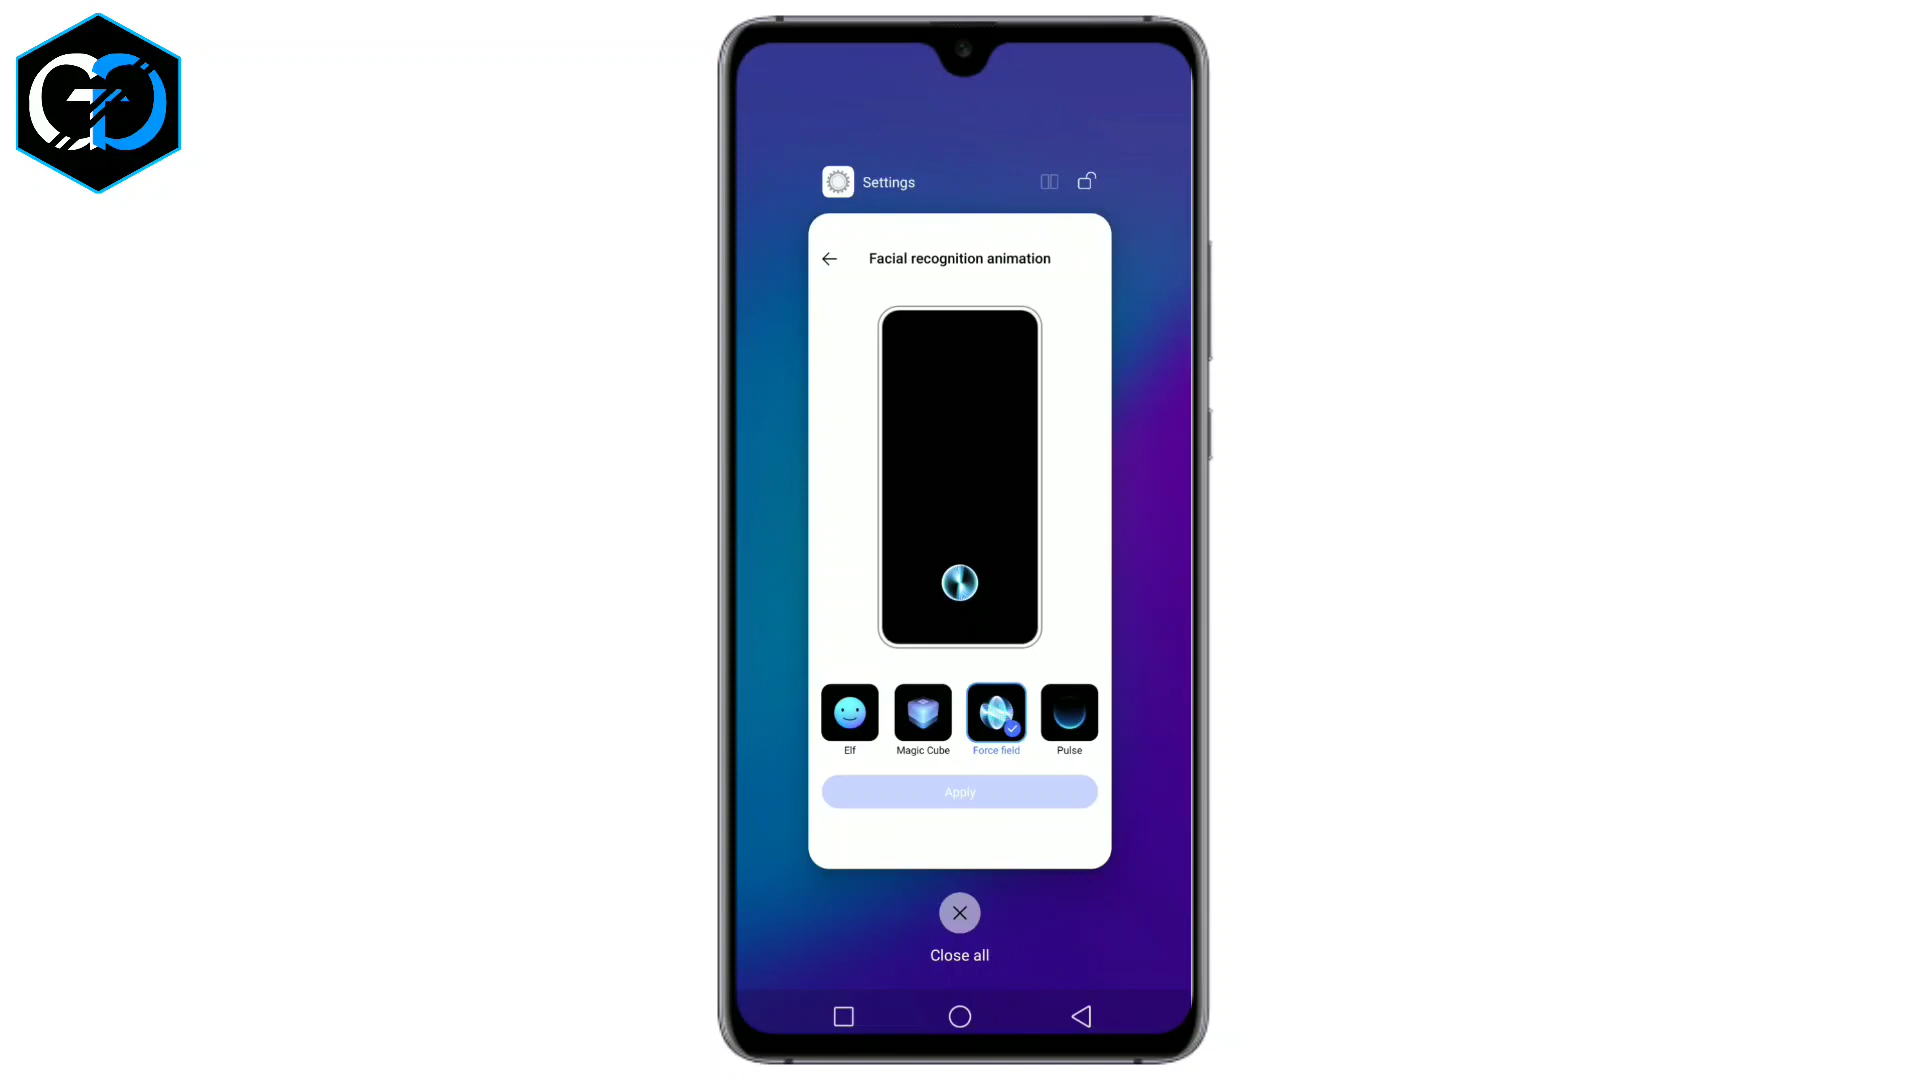 Settings
Facial recognition animation
Elf
Magic Cube
Force field
Pulse
Apply
Close all